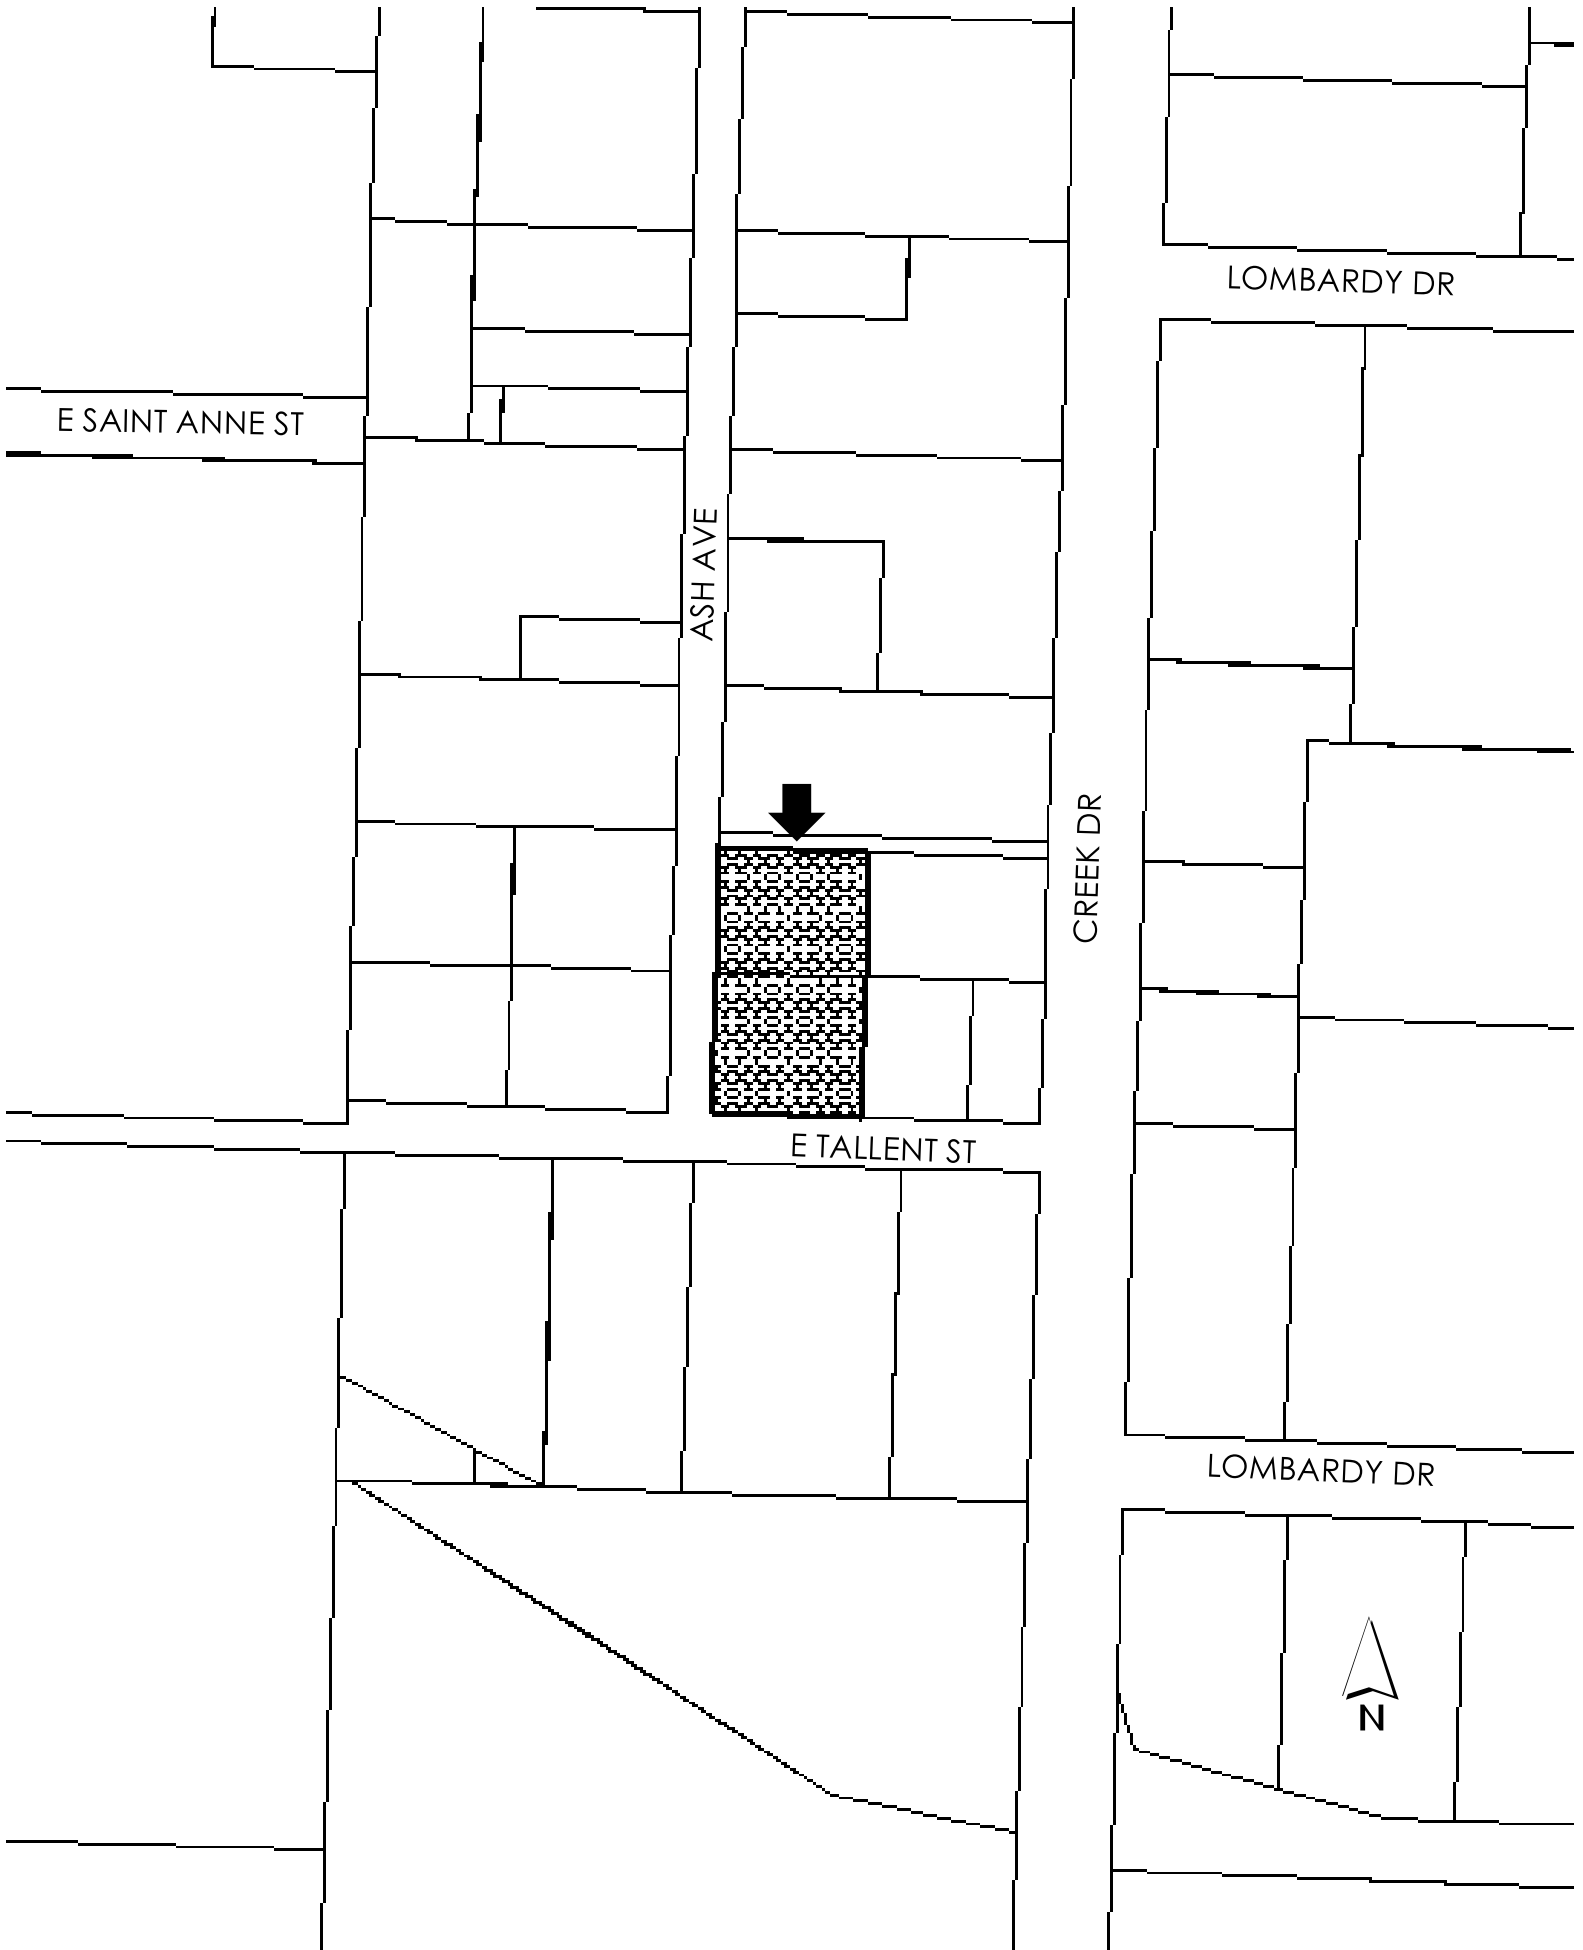 LOMBARDY DR
E SAINT ANNE ST
ASH AVE
CREEK DR
E TALLENT ST
LOMBARDY DR
N